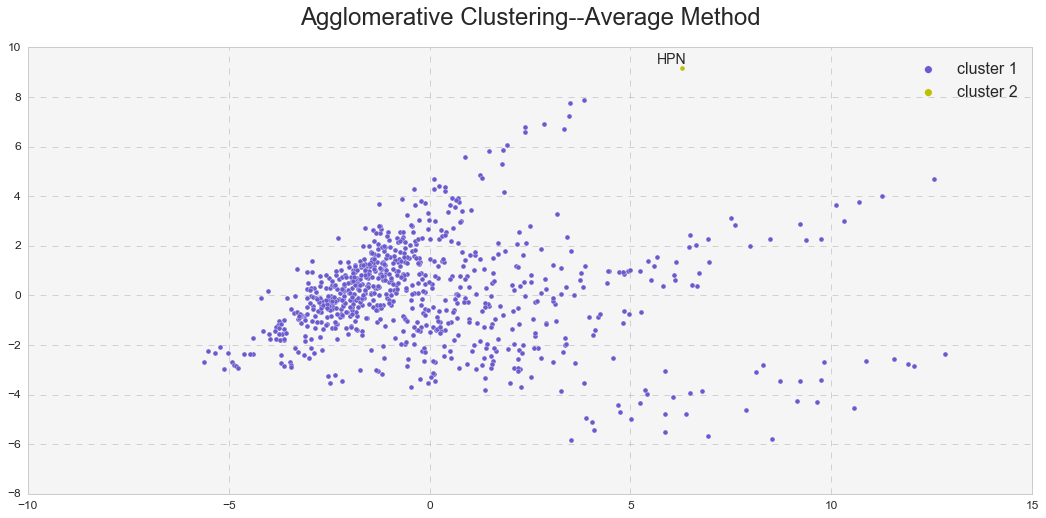 Agglomerative Clustering--Average Method
10
8
6
4
2
0
−2
−4
−6
−8
HPN
cluster 1
cluster 2
−10 −5 0 5 10 15